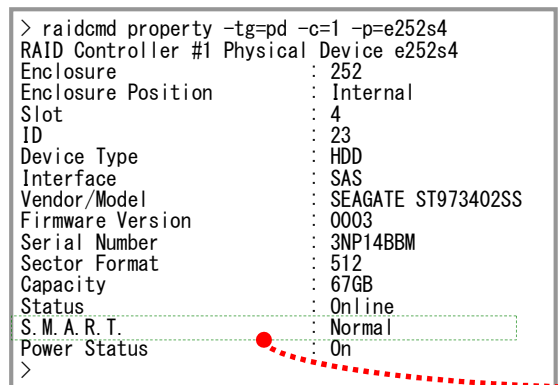 > raidcmd property -tg=pd -c=1 -p=e252s4
RAID Controller #1 Physical Device e252s4
Enclosure : 252
Enclosure Position : Internal
Slot : 4
ID : 23
Device Type : HDD
Interface : SAS
Vendor/Model : SEAGATE ST973402SS
Firmware Version : 0003
Serial Number : 3NP14BBM
Sector Format : 512
Capacity : 67GB
Status : Online
S.M.A.R.T. : Normal
Power Status : On
>